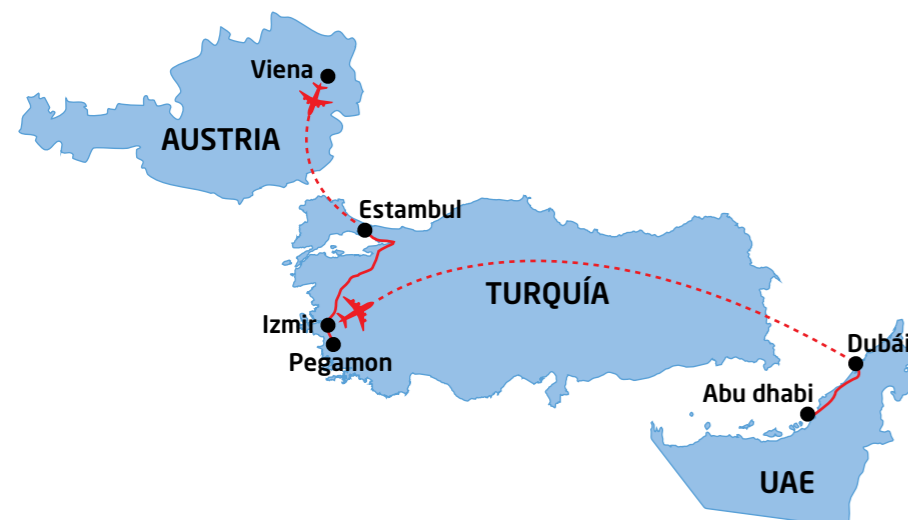 Viena
AUSTRIA
Estambul
TURQUÍA
Izmir
Pegamon
Dubái
Abu dhabi
UAE